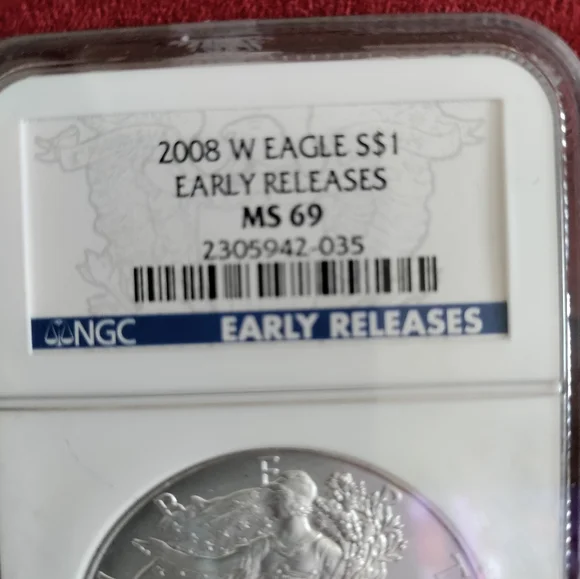 2008 W EAGLE S$1
EARLY RELEASES
MS 69
2305942-035
NGC EARLY RELEASES